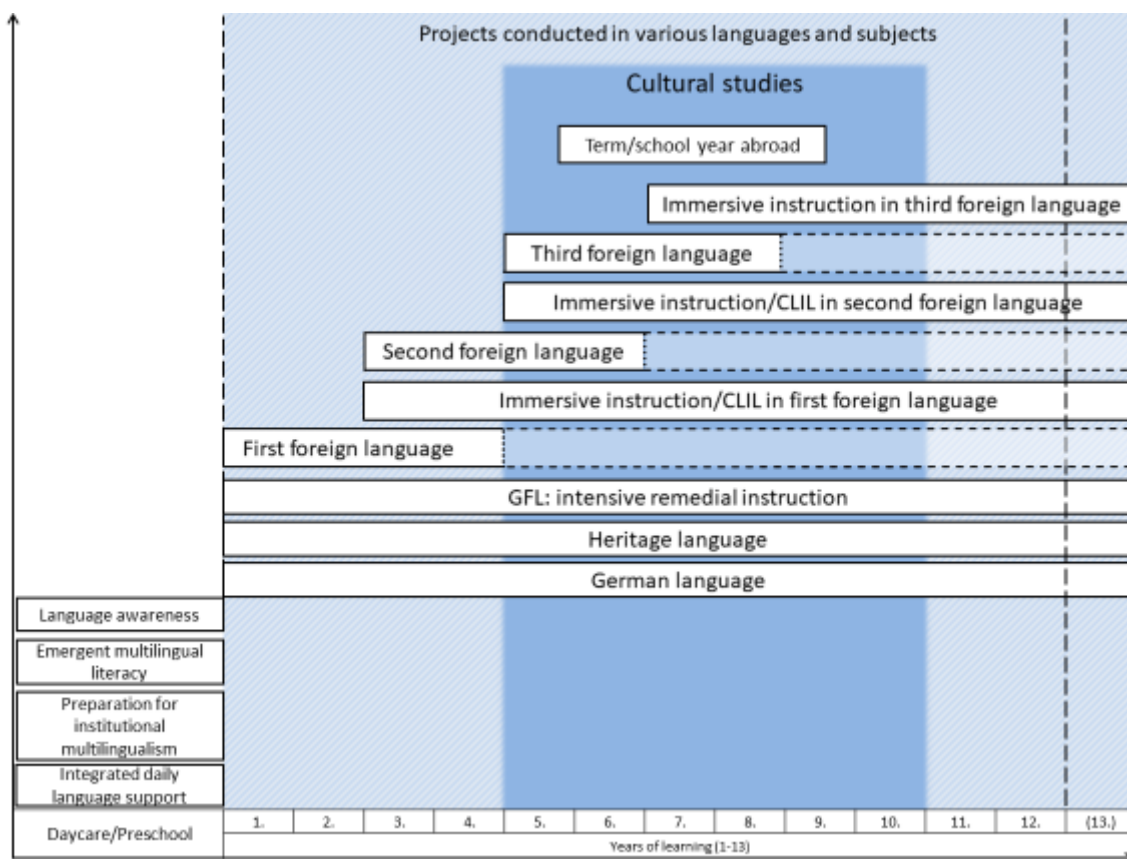 Projects conducted in various languages and subjects
Cultural studies
Term/school year abroad
Immersive instruction in third foreign language
Third foreign language
Immersive instruction/CLIL in second foreign language
Second foreign language
Immersive instruction/CLIL in first foreign language
First foreign language
GFL: intensive remedial instruction
Heritage language
German language
Language awareness
Emergent multilingual
literacy
Preparation for
institutional
multilingualism
Integrated daily
language support
Daycare/Preschool
1. 2. 3. 4. 5. 6. 7. 8. 9. 10. 11. 12. (13.)
Years of learning (1-13)